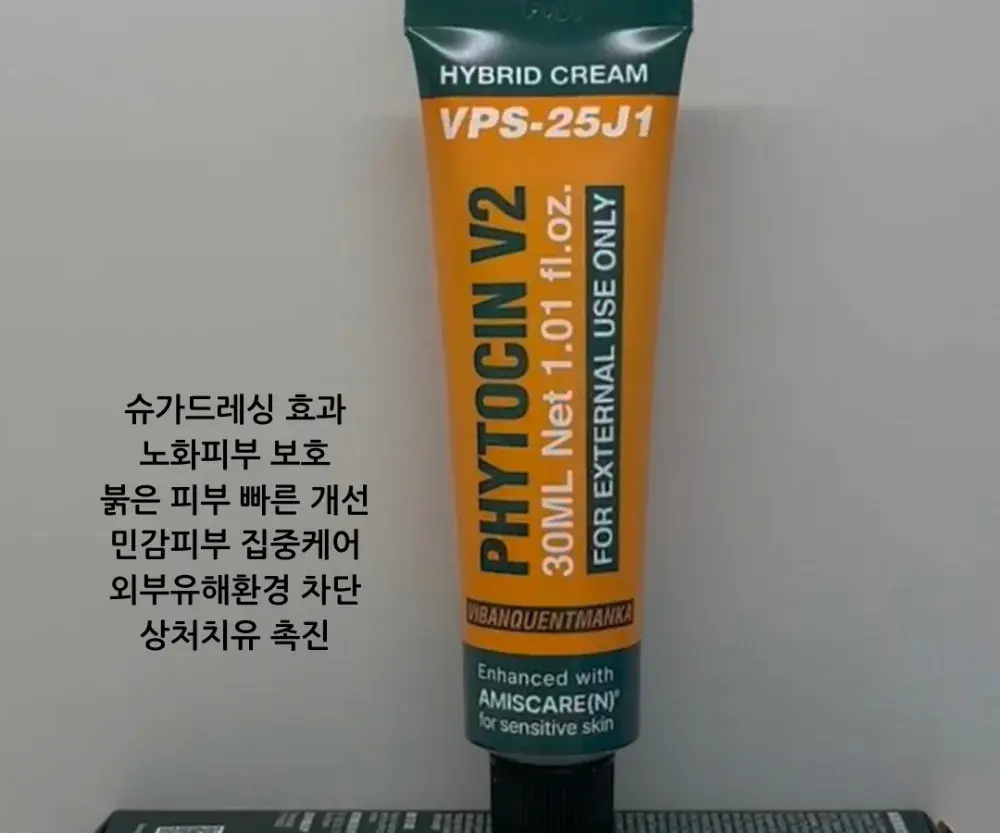 HYBRID CREAM
VPS-25J1
PHYTOCIN V2
30ML Net 1.01 fl.oz.
FOR EXTERNAL USE ONLY
VIBANQUENTMANKA
Enhanced with
AMISCARE(N)®
for sensitive skin
슈가드레싱 효과
노화피부 보호
붉은 피부 빠른 개선
민감피부 집중케어
외부유해환경 차단
상처치유 촉진